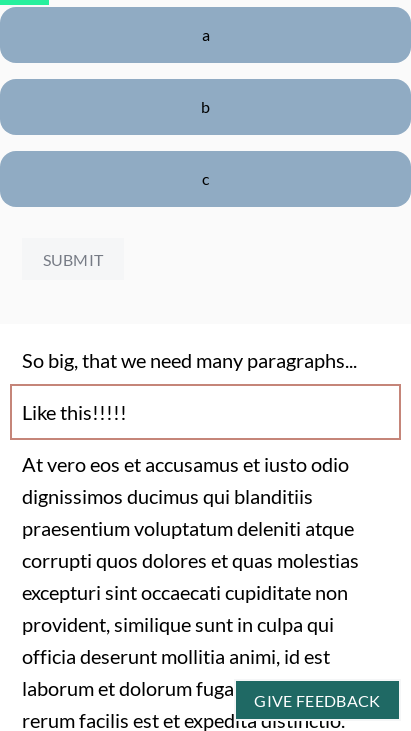 a
b
c
SUBMIT
So big, that we need many paragraphs...
Like this!!!!!
At vero eos et accusamus et iusto odio
dignissimos ducimus qui blanditiis
praesentium voluptatum deleniti atque
corrupti quos dolores et quas molestias
excepturi sint occaecati cupiditate non
provident, similique sunt in culpa qui
officia deserunt mollitia animi, id est
laborum et dolorum fuga
GIVE FEEDBACK
rerum facilis est et expedita distinctio.